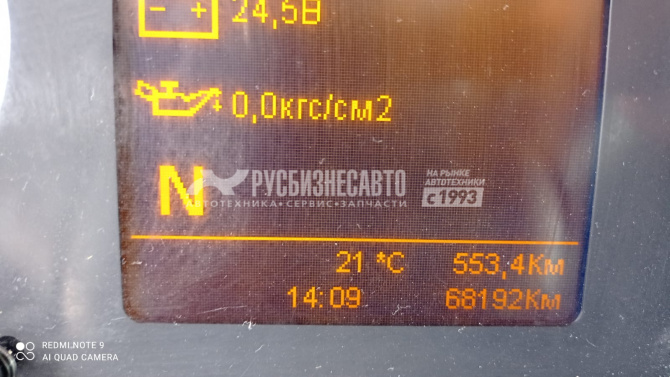 24,5В
0,0кгс/см2
N
РУСБИЗНЕСАВТО
АВТОТЕХНИКА • СЕРВИС • ЗАПЧАСТИ
НА РЫНКЕ
АВТОТЕХНИКИ
с 1993
21 °C 553,4Км
14:09 68192Км
REDMI NOTE 9
AI QUAD CAMERA